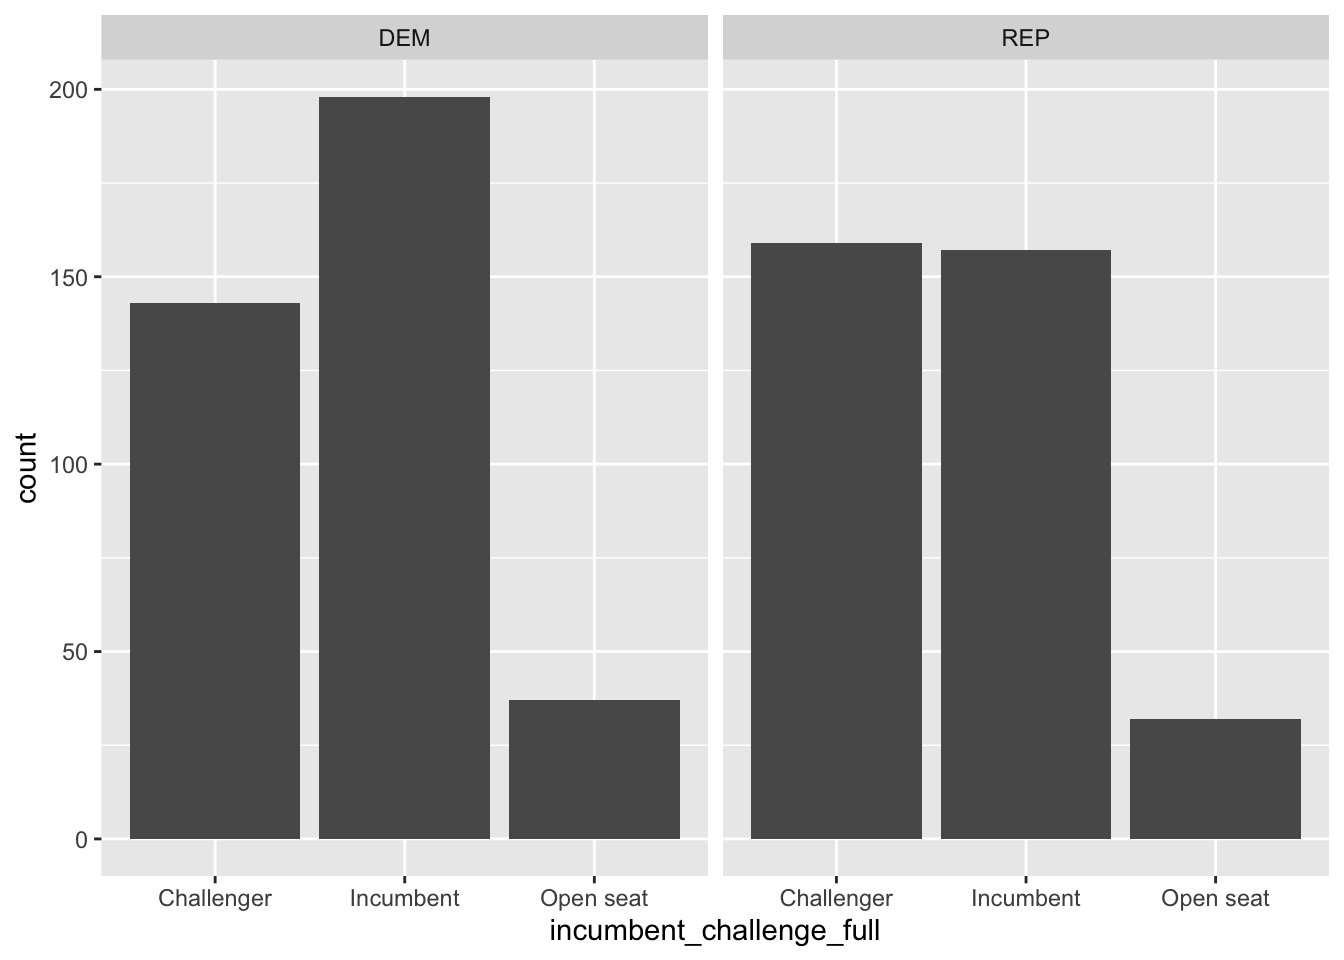 DEM
REP
200
150
100
50
0
count
Challenger
Incumbent
Open seat
Challenger
Incumbent
Open seat
incumbent_challenge_full